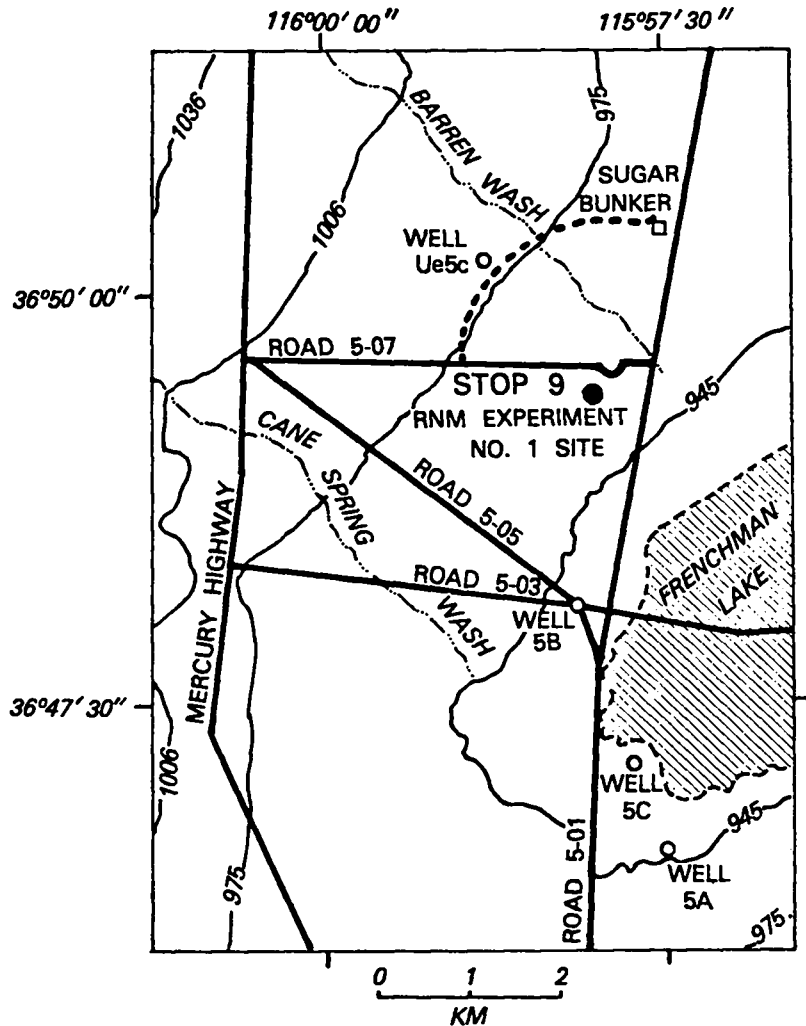 116°00' 00"
115°57' 30"
1036
975
BARREN WASH
SUGAR
BUNKER
1006
WELL
Ue5c
36°50' 00"
ROAD 5-07
STOP 9
RNM EXPERIMENT
NO. 1 SITE
945
CANE SPRING WASH
ROAD 5-05
FRENCHMAN
LAKE
MERCURY HIGHWAY
ROAD 5-03
WELL
5B
36°47' 30"
1006
WELL
5C
945
WELL
5A
975
ROAD 5-01
975.
0 1 2
KM